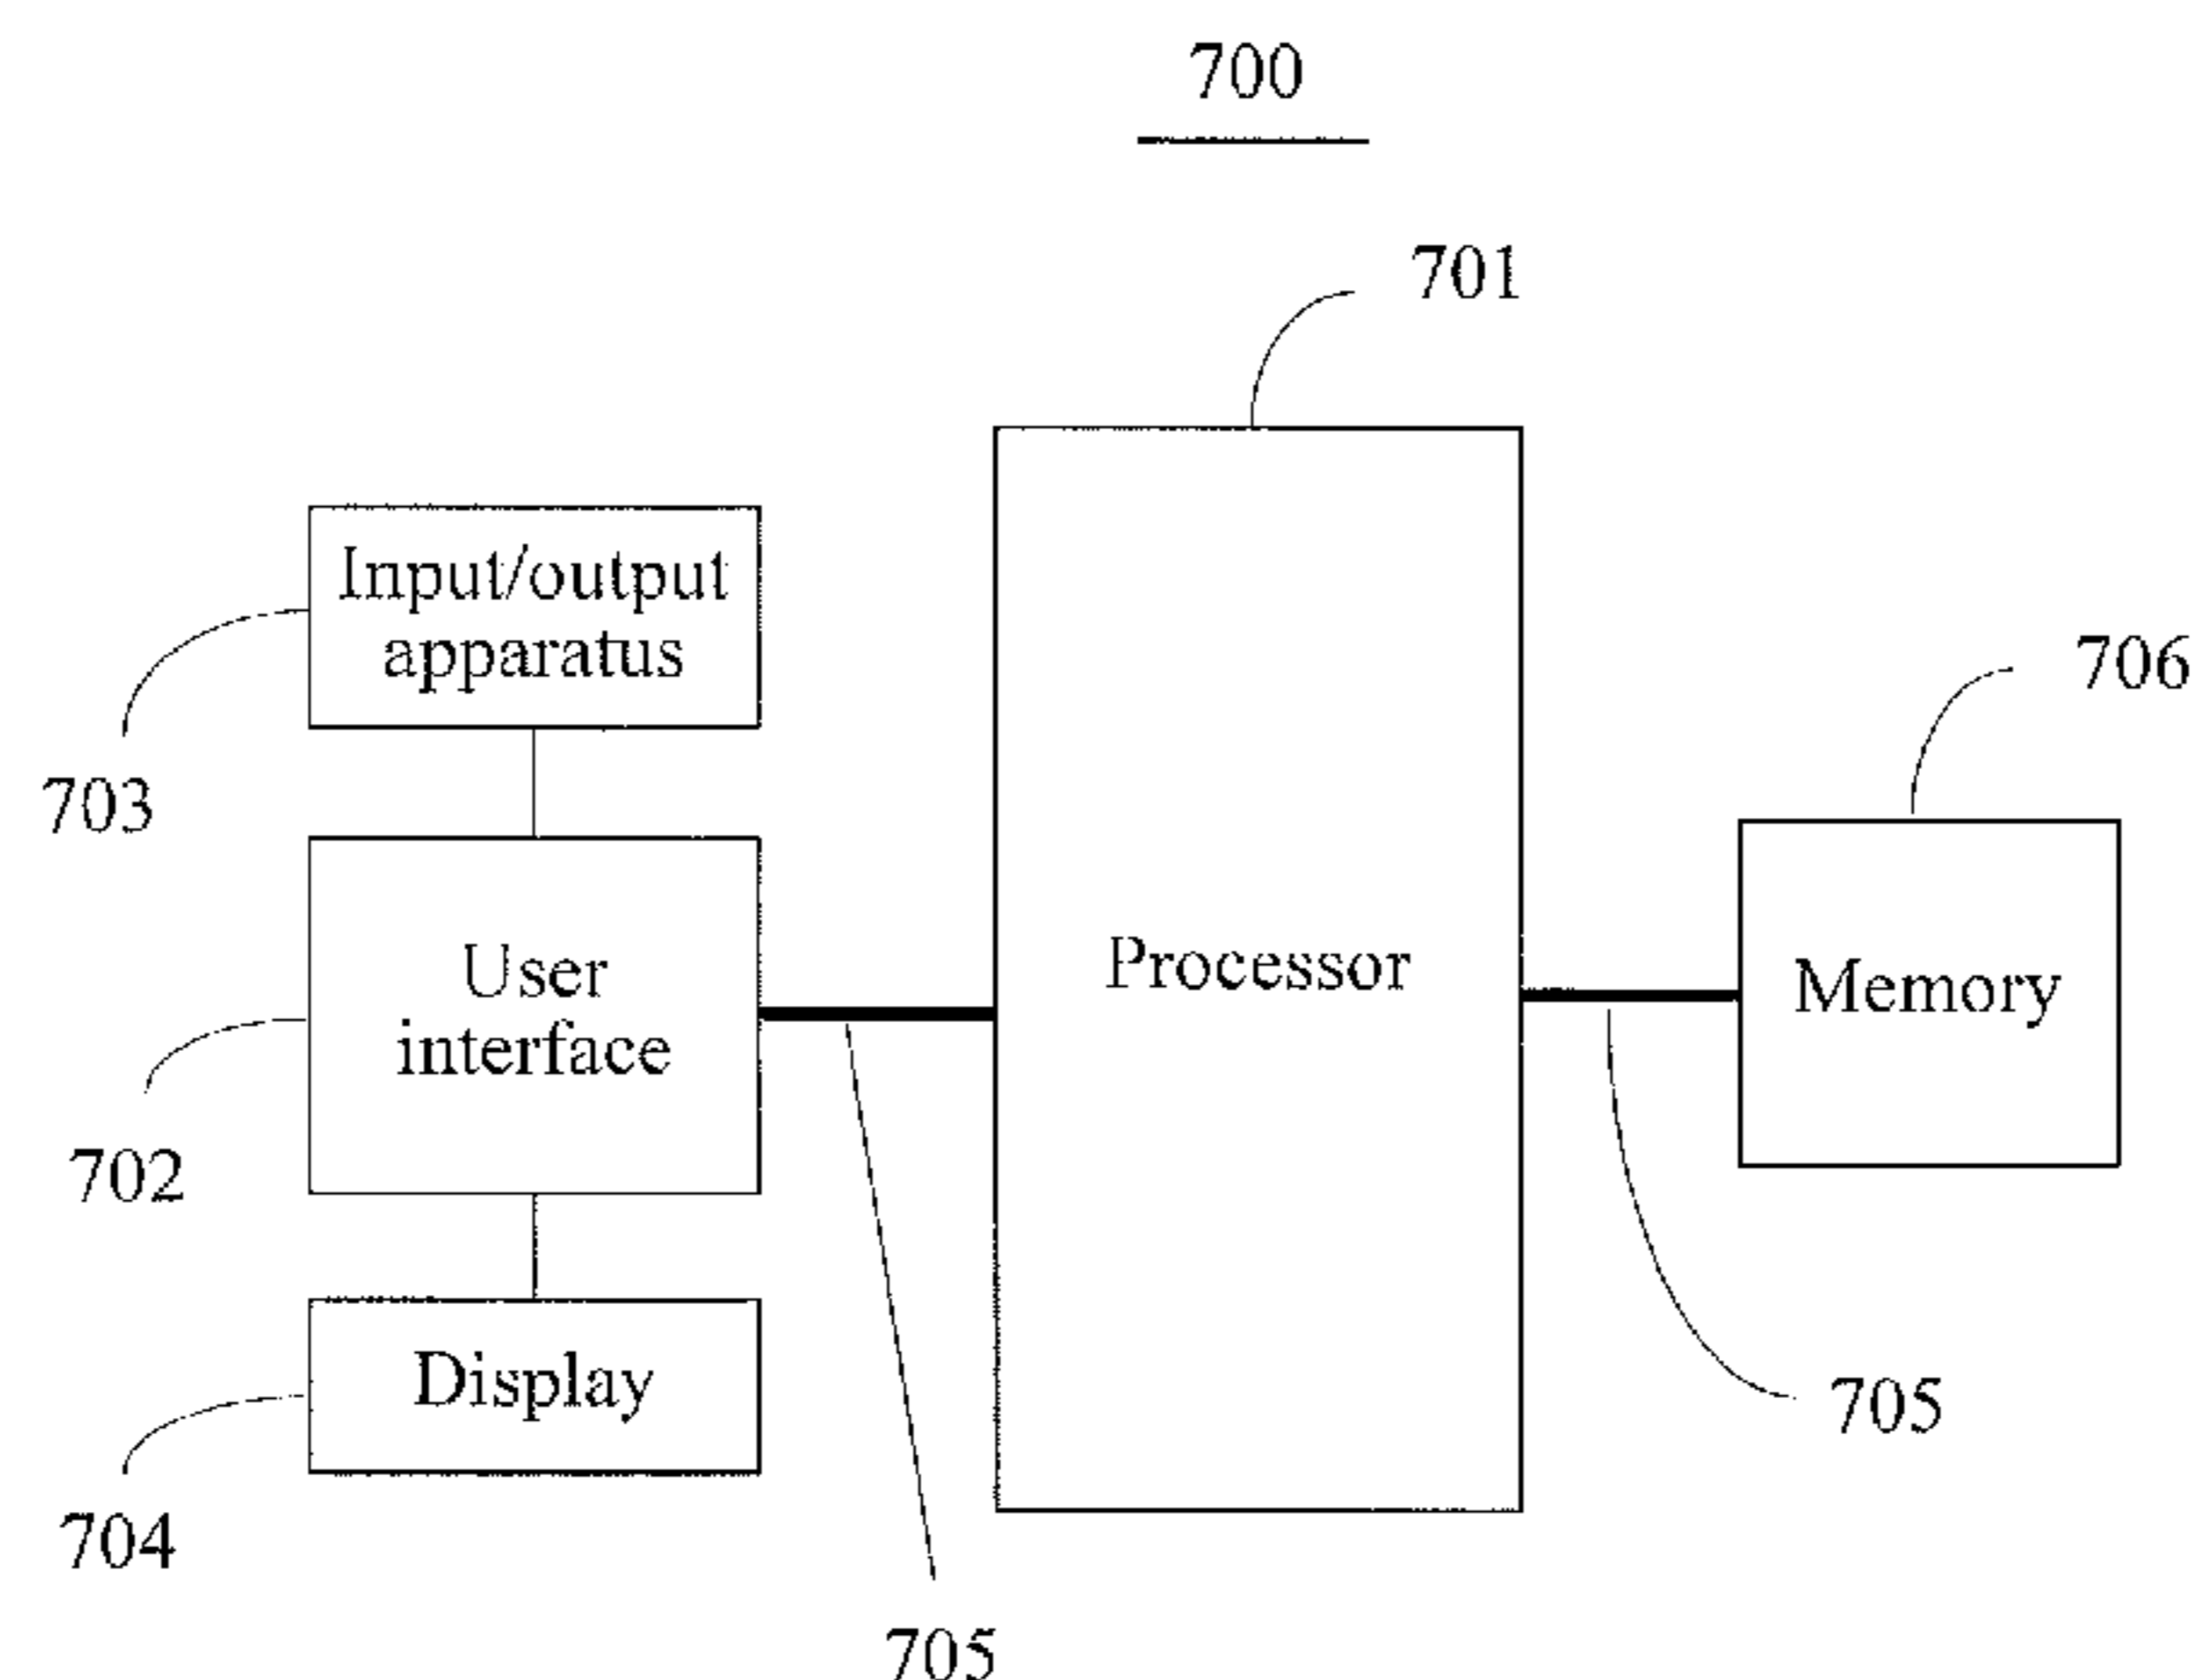 700
701
Input/output
apparatus
706
703
User
interface
Processor
Memory
702
Display
705
704
705